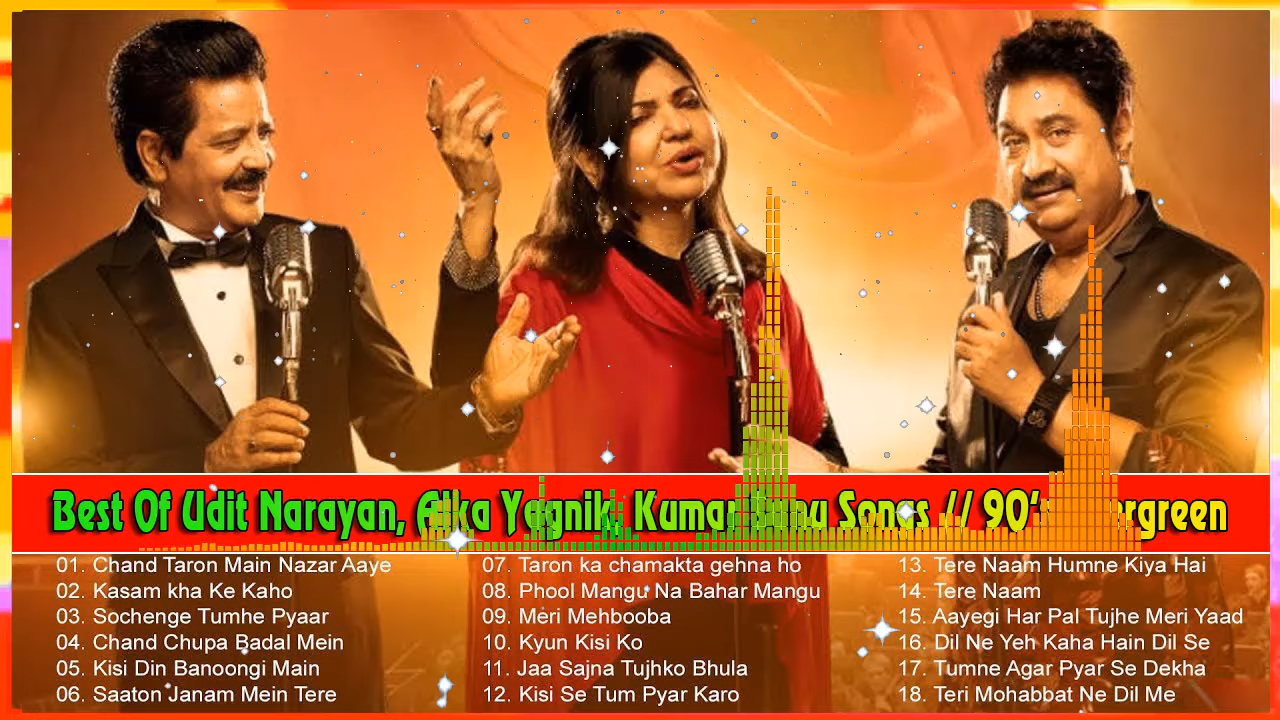 Best Of Udit Narayan, Alka Yagnik, Kumar Sanu Songs // 90's Evergreen
01. Chand Taron Main Nazar Aaye
02. Kasam kha Ke Kaho
03. Sochenge Tumhe Pyaar
04. Chand Chupa Badal Mein
05. Kisi Din Banoongi Main
06. Saaton Janam Mein Tere
07. Taron ka chamakta gehna ho
08. Phool Mangu Na Bahar Mangu
09. Meri Mehbooba
10. Kyun Kisi Ko
11. Jaa Sajna Tujhko Bhula
12. Kisi Se Tum Pyar Karo
13. Tere Naam Humne Kiya Hai
14. Tere Naam
15. Aayegi Har Pal Tujhe Meri Yaad
16. Dil Ne Yeh Kaha Hain Dil Se
17. Tumne Agar Pyar Se Dekha
18. Teri Mohabbat Ne Dil Me